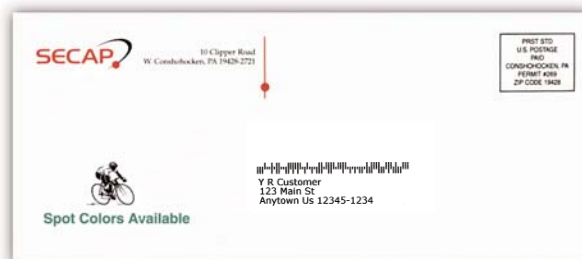 SECAP
10 Clipper Road
W. Conshohocken, PA 19428-2721
PRST STD
U.S. POSTAGE
PAID
CONSHOHOCKEN, PA
PERMIT #269
ZIP CODE 19428
Y R Customer
123 Main St
Anytown Us 12345-1234
Spot Colors Available